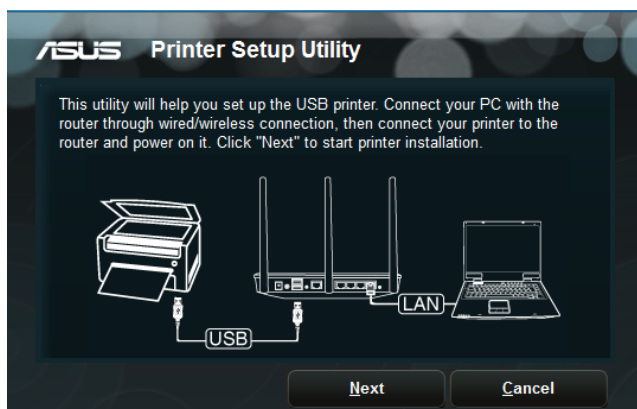 ASUS Printer Setup Utility
This utility will help you set up the USB printer. Connect your PC with the
router through wired/wireless connection, then connect your printer to the
router and power on it. Click "Next" to start printer installation.
LAN
USB
Next Cancel